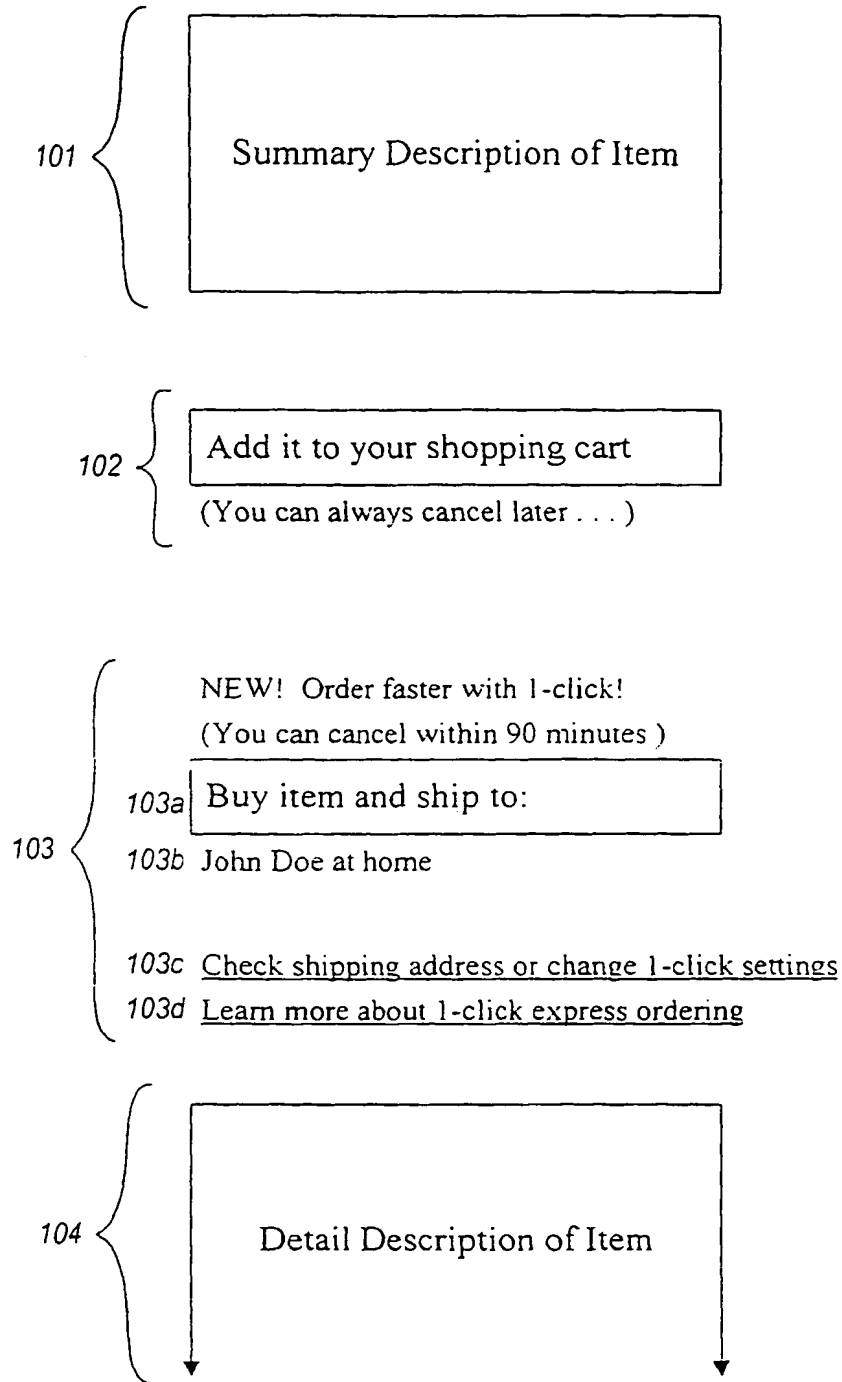 101
Summary Description of Item
102
Add it to your shopping cart
(You can always cancel later . . . )
103
NEW! Order faster with 1-click!
(You can cancel within 90 minutes )
103a Buy item and ship to:
103b John Doe at home
103c Check shipping address or change 1-click settings
103d Learn more about 1-click express ordering
104
Detail Description of Item